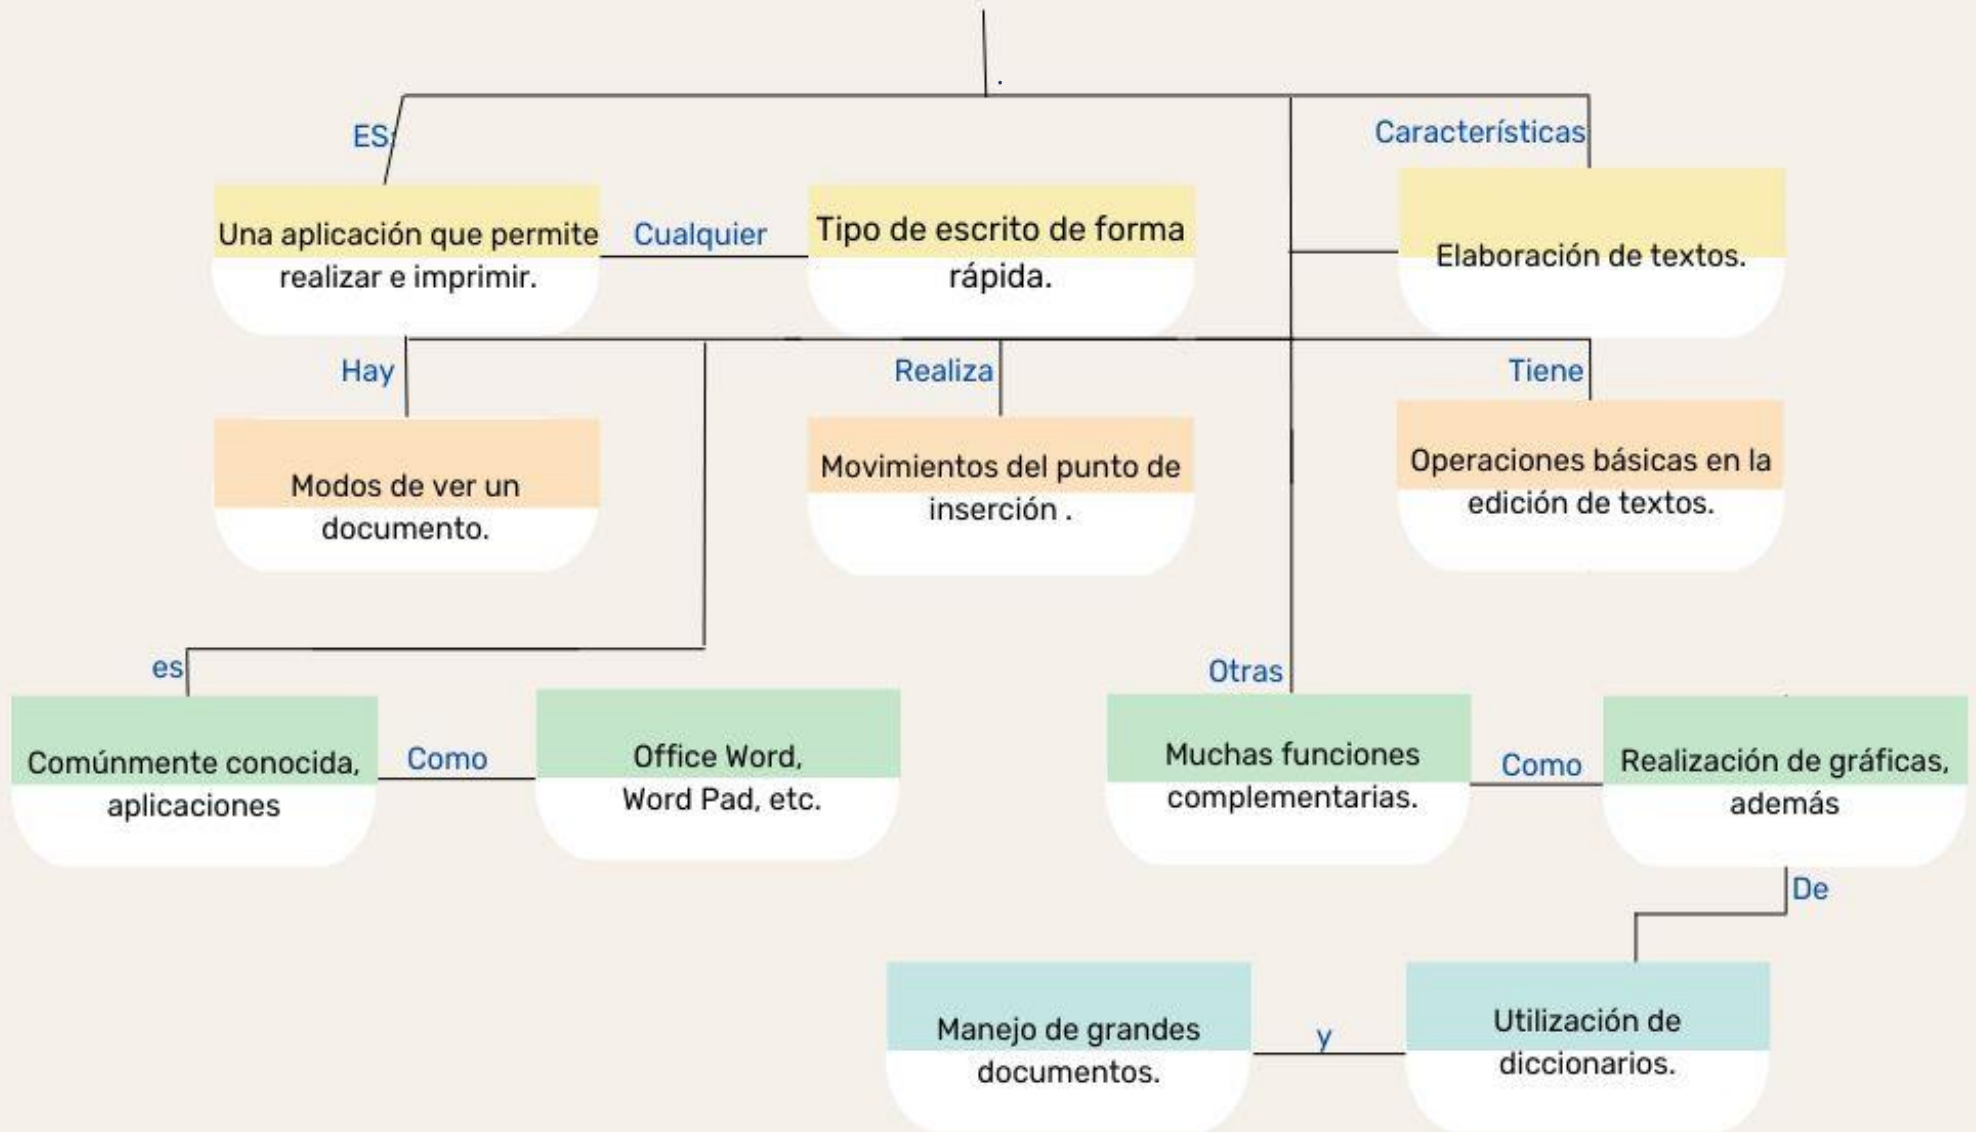 ES:
Características
Una aplicación que permite
realizar e imprimir.
Cualquier
Tipo de escrito de forma
rápida.
Elaboración de textos.
Hay
Realiza
Tiene
Modos de ver un
documento.
Movimientos del punto de
inserción .
Operaciones básicas en la
edición de textos.
es
Otras
Comúnmente conocida,
aplicaciones
Como
Office Word,
Word Pad, etc.
Muchas funciones
complementarias.
Como
Realización de gráficas,
además
De
Manejo de grandes
documentos.
y
Utilización de
diccionarios.